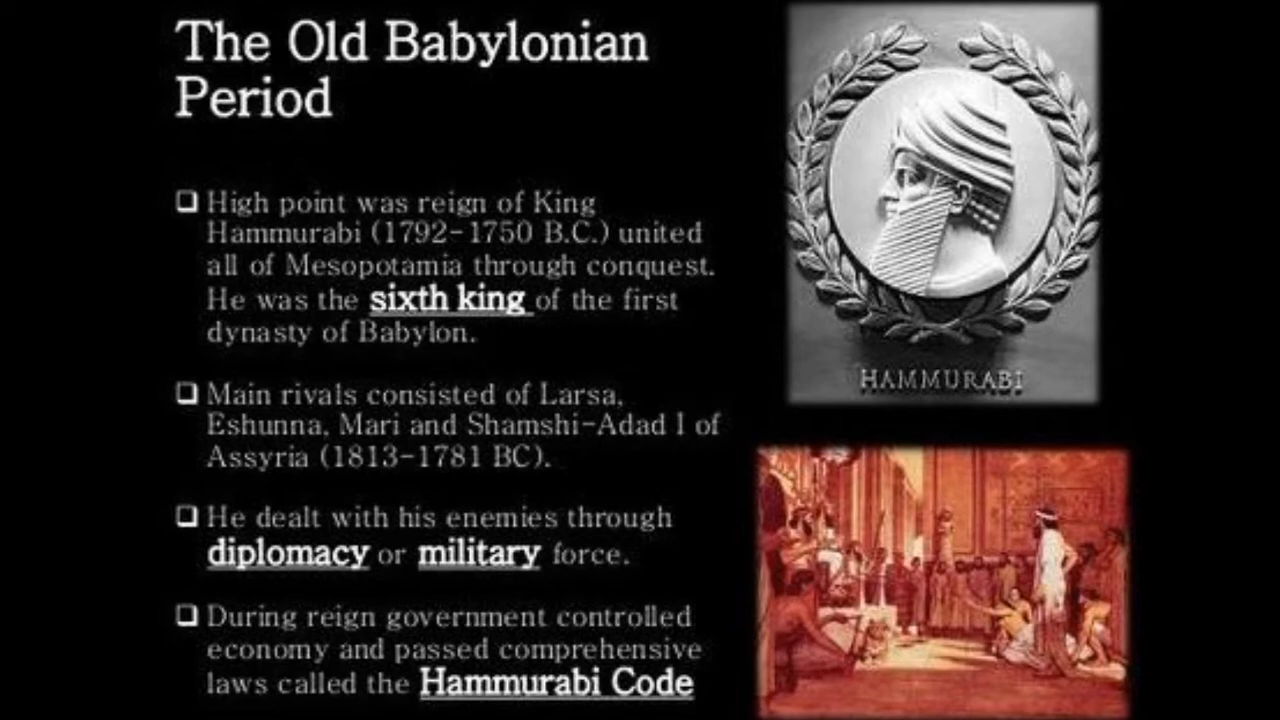 The Old Babylonian
Period
❑ High point was reign of King
Hammurabi (1792-1750 B.C.) united
all of Mesopotamia through conquest.
He was the sixth king of the first
dynasty of Babylon.
❑ Main rivals consisted of Larsa,
Eshunna, Mari and Shamshi-Adad I of
Assyria (1813-1781 BC).
❑ He dealt with his enemies through
diplomacy or military force.
❑ During reign government controlled
economy and passed comprehensive
laws called the Hammurabi Code
HAMMURABI